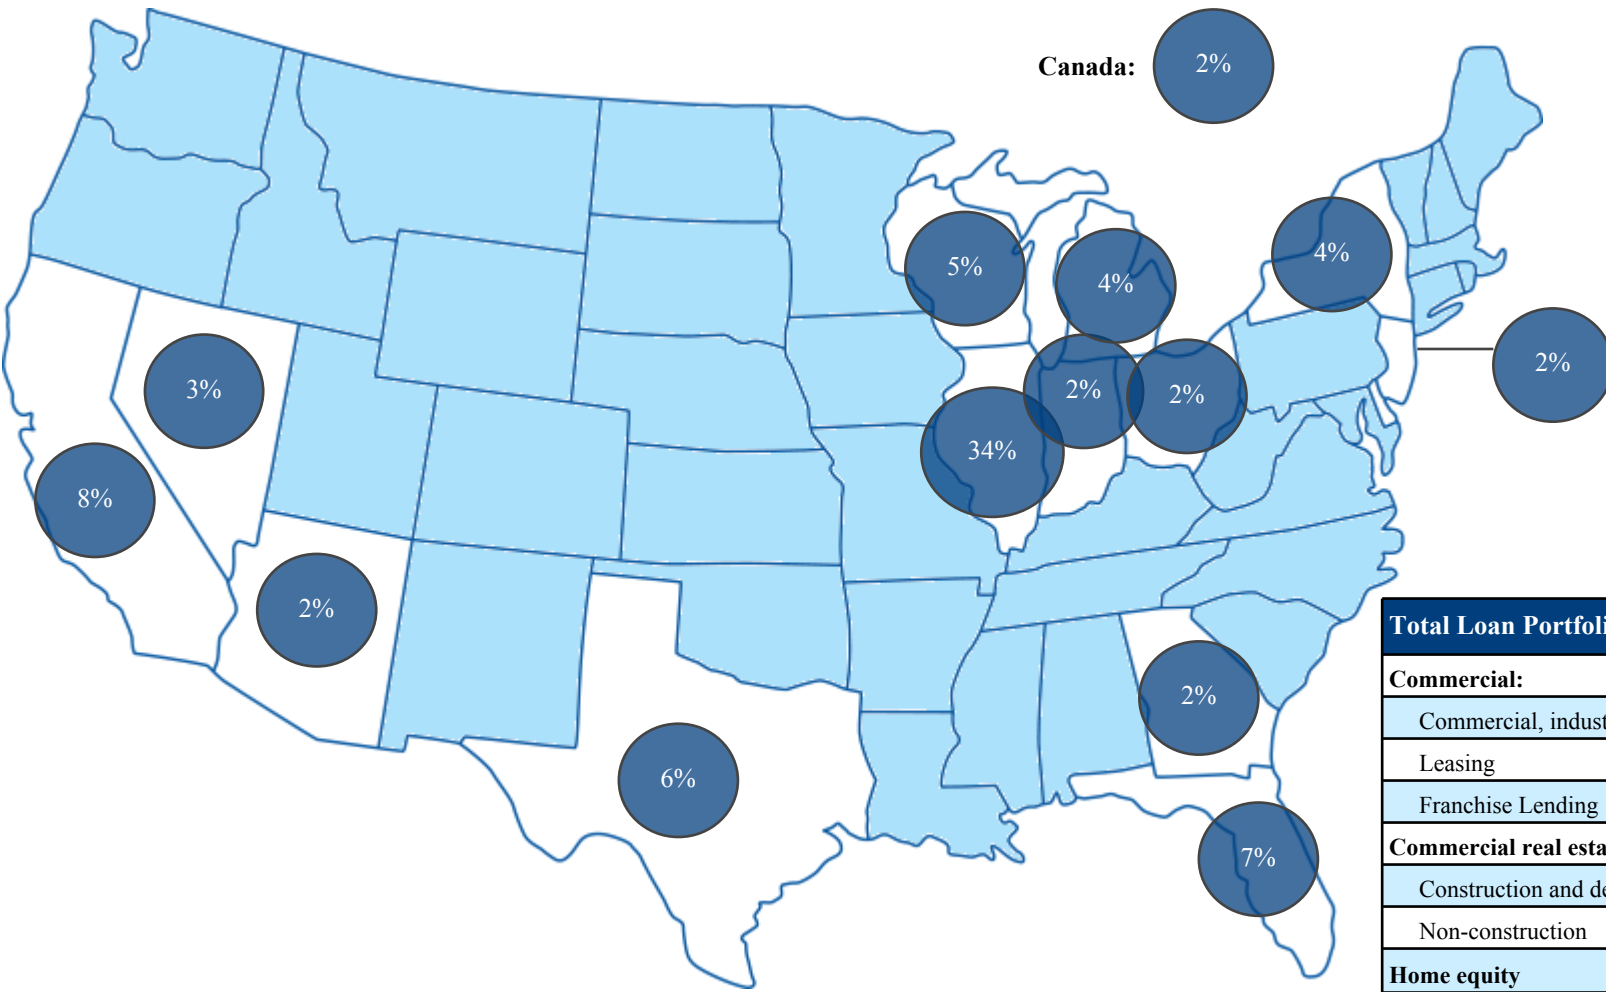 Canada: 2%
4%
5%
4%
2%
3%
2%
2%
34%
8%
2%
2%
6%
7%
Total Loan Portfoli
Commercial:
Commercial, indust
Leasing
Franchise Lending
Commercial real esta
Construction and de
Non-construction
Home equity